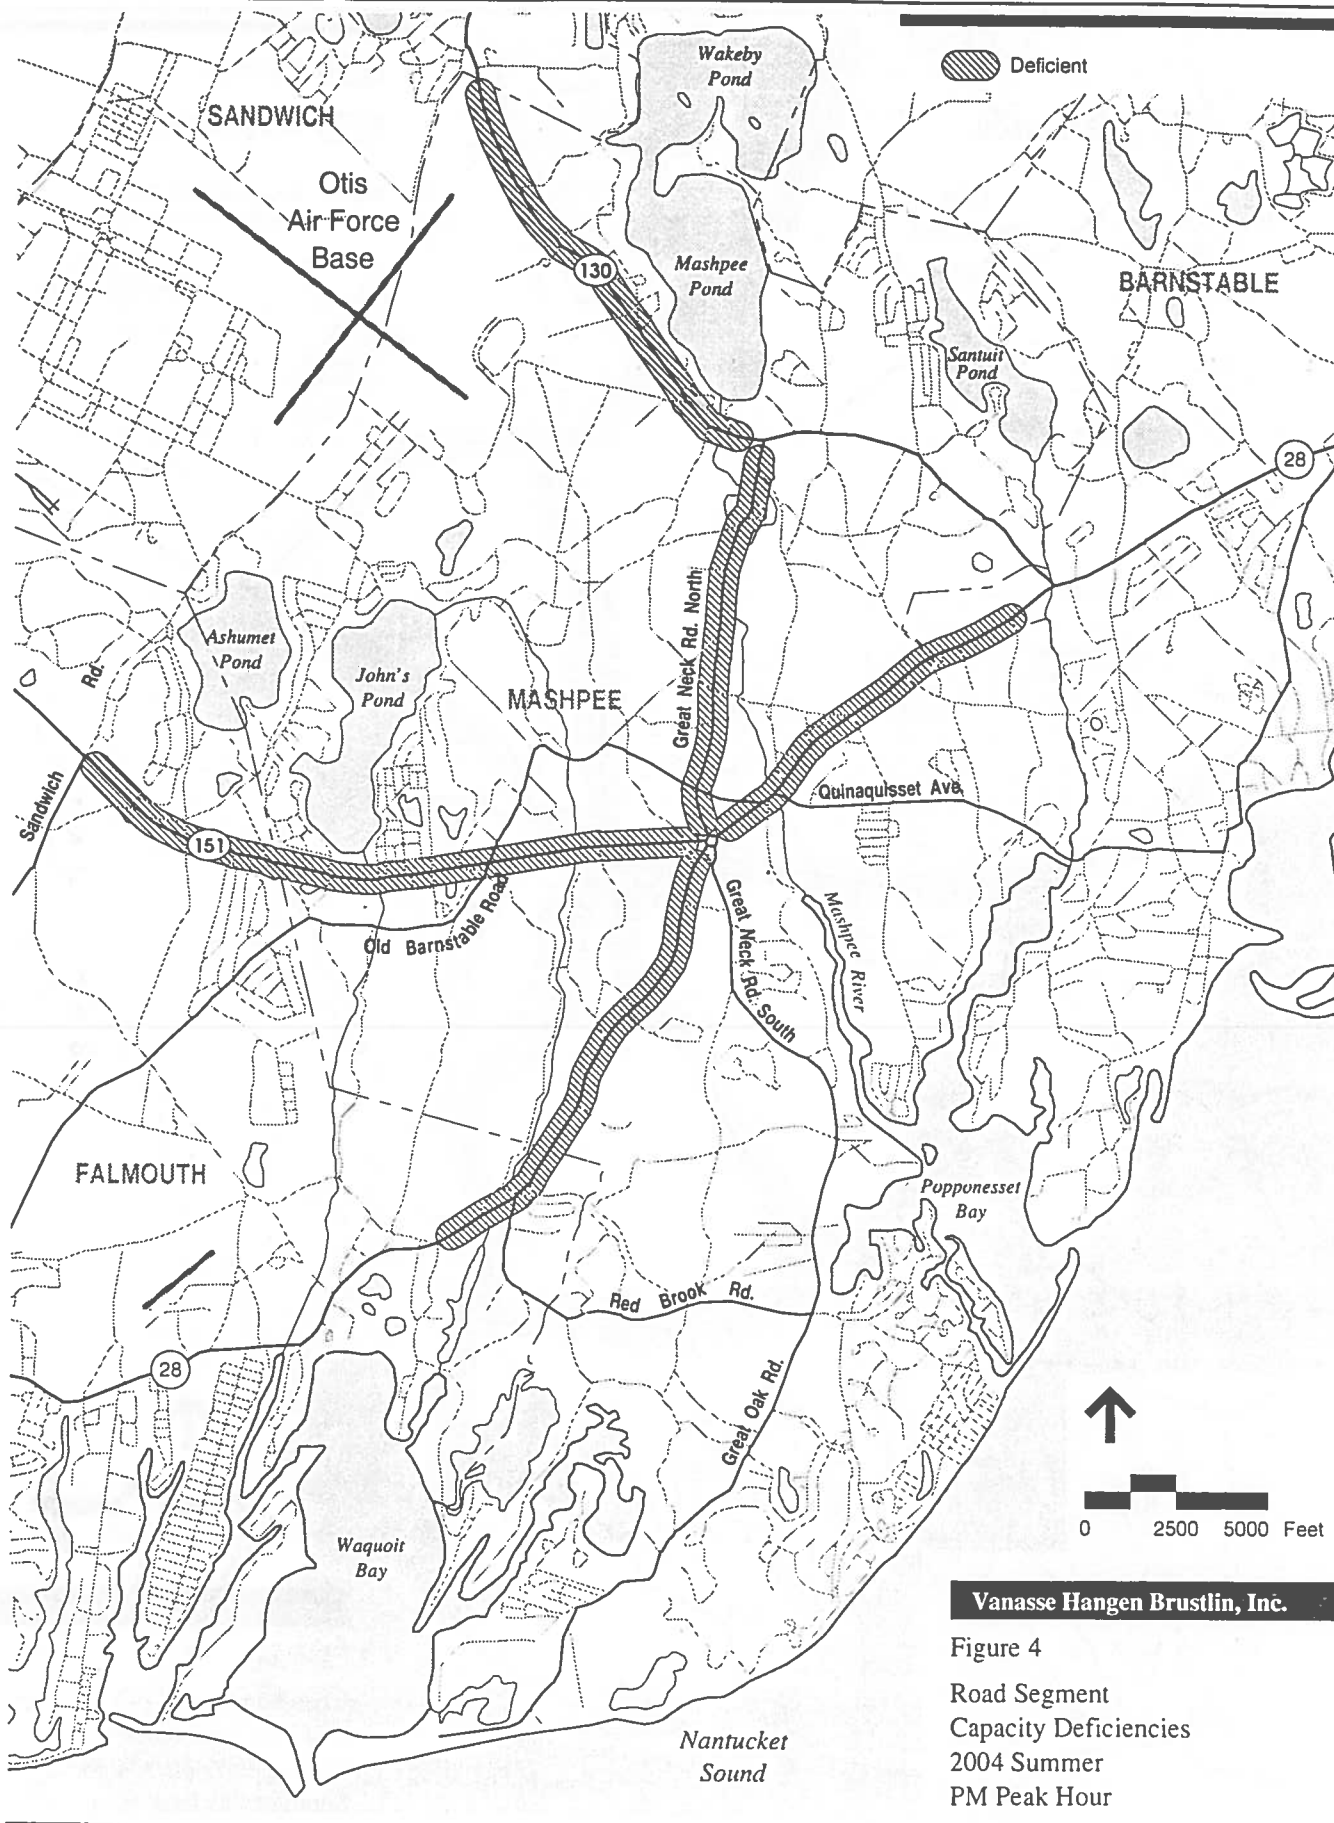 Wakeby
Pond
Deficient
SANDWICH
Otis
Air Force
Base
130
Mashpee
Pond
BARNSTABLE
Santuit
Pond
28
Great Neck Rd. North
Ashumet
Pond
Rd.
John's
Pond
MASHPEE
Sandwich
Quinaquisset Ave.
151
Old Barnstable Road
Great Neck Rd. South
Mashpee River
FALMOUTH
Popponesset
Bay
Red Brook Rd.
28
Great Oak Rd.
Waquoit
Bay
0 2500 5000 Feet
Vanasse Hangen Brustlin, Inc.
Figure 4
Road Segment
Capacity Deficiencies
2004 Summer
PM Peak Hour
Nantucket
Sound